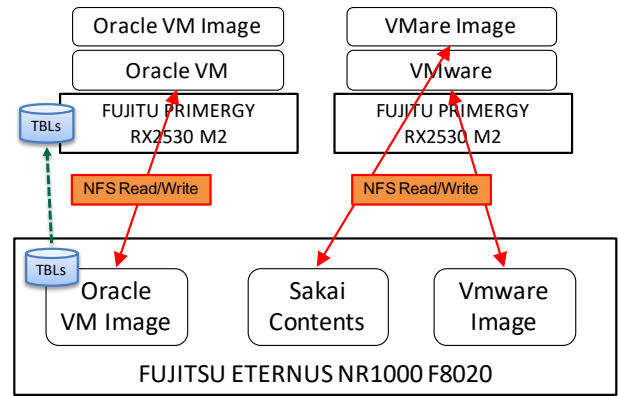 Oracle VM Image
VMare Image
Oracle VM
VMware
TBLs
FUJITU PRIMERGY
RX2530 M2
FUJITU PRIMERGY
RX2530 M2
NFS Read/Write
NFS Read/Write
TBLs
Oracle
VM Image
Sakai
Contents
Vmware
Image
FUJITSU ETERNUS NR1000 F8020